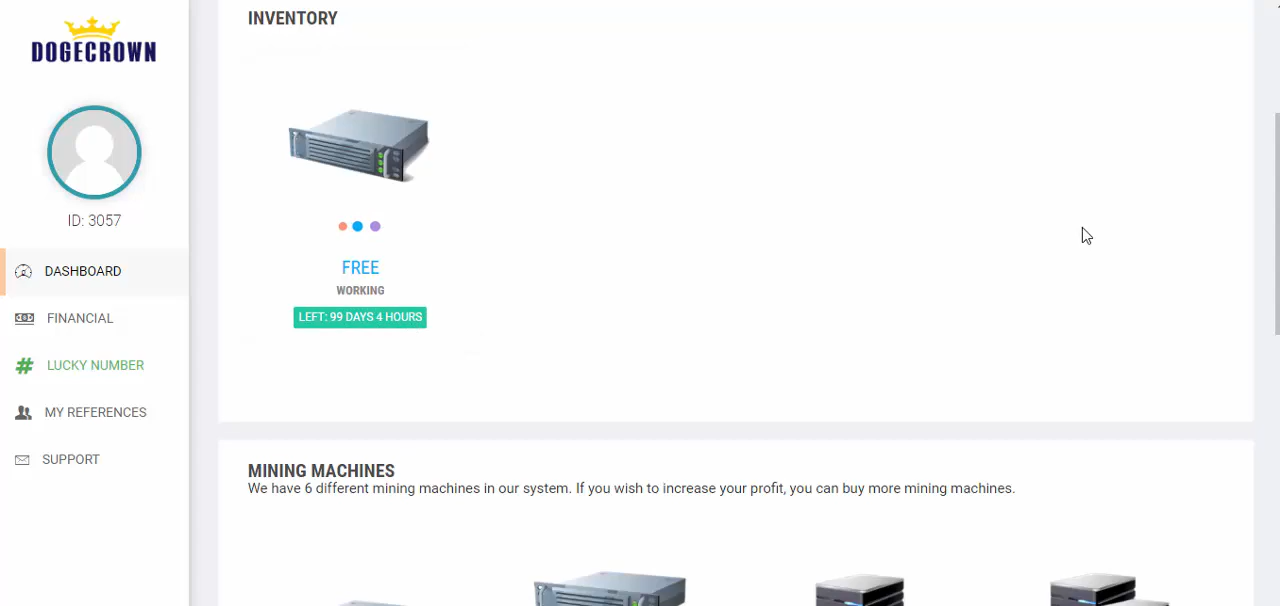 DOGECROWN
ID: 3057
DASHBOARD
FINANCIAL
LUCKY NUMBER
MY REFERENCES
SUPPORT
INVENTORY
FREE
WORKING
LEFT: 99 DAYS 4 HOURS
MINING MACHINES
We have 6 different mining machines in our system. If you wish to increase your profit, you can buy more mining machines.